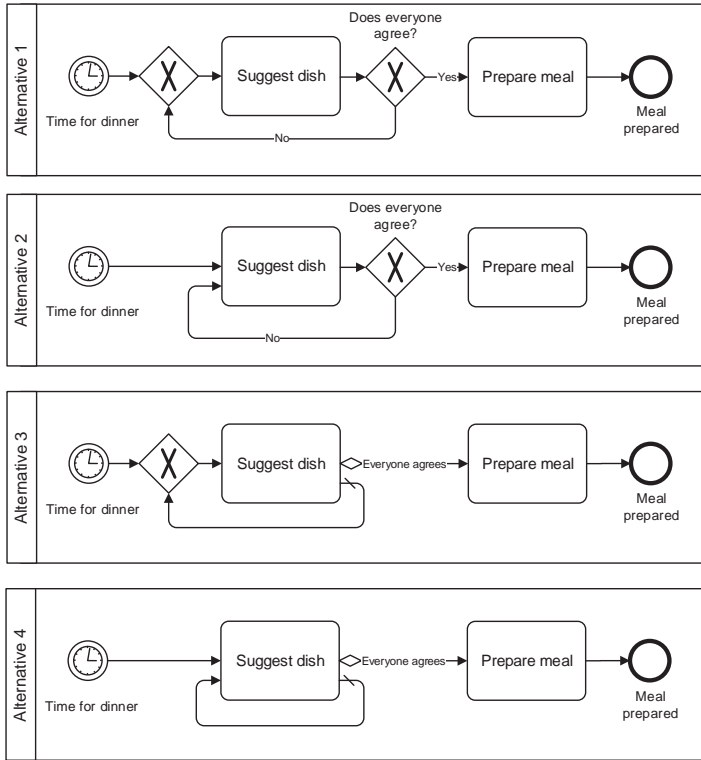 Alternative 1
Does everyone
agree?
Time for dinner
Suggest dish
Yes
No
Prepare meal
Meal
prepared
Alternative 2
Does everyone
agree?
Time for dinner
Suggest dish
Yes
No
Prepare meal
Meal
prepared
Alternative 3
Time for dinner
Suggest dish
Everyone agrees
Prepare meal
Meal
prepared
Alternative 4
Time for dinner
Suggest dish
Everyone agrees
Prepare meal
Meal
prepared